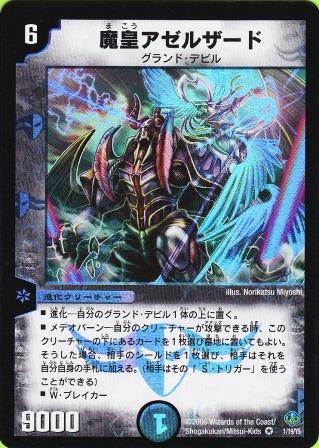 6
ま こう
魔皇アゼルザード
グランド・デビル
illus. Norikatsu Miyoshi
進化クリーチャー
■ 進化―自分のグランド・デビル1体の上に置く。
■ メテオバーン―自分のクリーチャーが攻撃できる時、この
クリーチャーの下にあるカードを1枚選び墓地に置いてもよい。
そうした場合、相手のシールドを1枚選び、(相手はそれを
自分自身の手札に加える。(相手はその「S・トリガー」を使
うことができる)
■ W・ブレイカー
9000
1
©2006 Wizards of the Coast/
Shogakukan/Mitsui-Kids
1/19/Y5